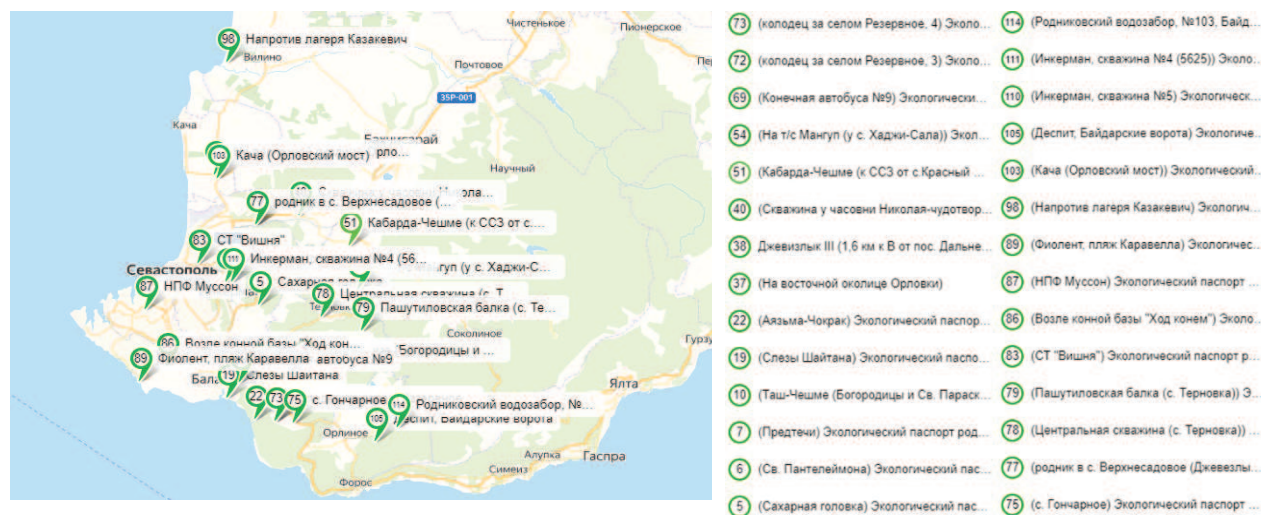 Чистенькое
Пионерское
98 Напротив лагеря Казакевич
Вилино
Почтовое
35Р-001
Кача
Бахчисарай
103 Кача (Орловский мост)
рло...
Научный
77 родник в с. Верхнесадовое (...
51 Кабарда-Чешме (к ССЗ от с....
83 СТ "Вишня"
111 Инкерман, скважина №4 (56...
нгуп (у с. Хаджи-С...
Севастополь
87 НПФ Муссон
5 Сахарная головка
78 Центральная скважина (с. Т...
79 Пашутиловская балка (с. Те...
Соколиное
Гурзу
86 Возле конной базы "Ход кон...
89 Фиолент, пляж Каравелла
автобуса №9
Богородицы и ...
Бала
19 Слезы Шайтана
Ялта
22 73 75 с. Гончарное
114 Родниковский водозабор, №...
105 Деспит, Байдарские ворота
Орлиное
Алупка
Гаспра
Симеиз
Форос
73 (колодец за селом Резервное, 4) Эколо...
72 (колодец за селом Резервное, 3) Эколо...
69 (Конечная автобуса №9) Экологически...
54 (На т/с Мангуп (у с. Хаджи-Сала)) Экол...
51 (Кабарда-Чешме (к ССЗ от с.Красный ...
40 (Скважина у часовни Николая-чудотвор...
38 Джевизлык III (1,6 км к В от пос. Дальне...
37 (На восточной околице Орловки)
22 (Аязьма-Чокрак) Экологический паспор...
19 (Слезы Шайтана) Экологический паспо...
10 (Таш-Чешме (Богородицы и Св. Параск...
7 (Предтечи) Экологический паспорт род...
6 (Св. Пантелеймона) Экологический пас...
5 (Сахарная головка) Экологический пас...
114 (Родниковский водозабор, №103. Байд...
111 (Инкерман, скважина №4 (5625)) Эколо...
110 (Инкерман, скважина №5) Экологическ...
105 (Деспит, Байдарские ворота) Экологиче...
103 (Кача (Орловский мост)) Экологический...
98 (Напротив лагеря Казакевич) Экологич...
89 (Фиолент, пляж Каравелла) Экологичес...
87 (НПФ Муссон) Экологический паспорт ...
86 (Возле конной базы "Ход конем") Эколо...
83 (СТ "Вишня") Экологический паспорт р...
79 (Пашутиловская балка (с. Терновка)) Э...
78 (Центральная скважина (с. Терновка)) ...
77 (родник в с. Верхнесадовое (Джевезлы...
75 (с. Гончарное) Экологический паспорт ...